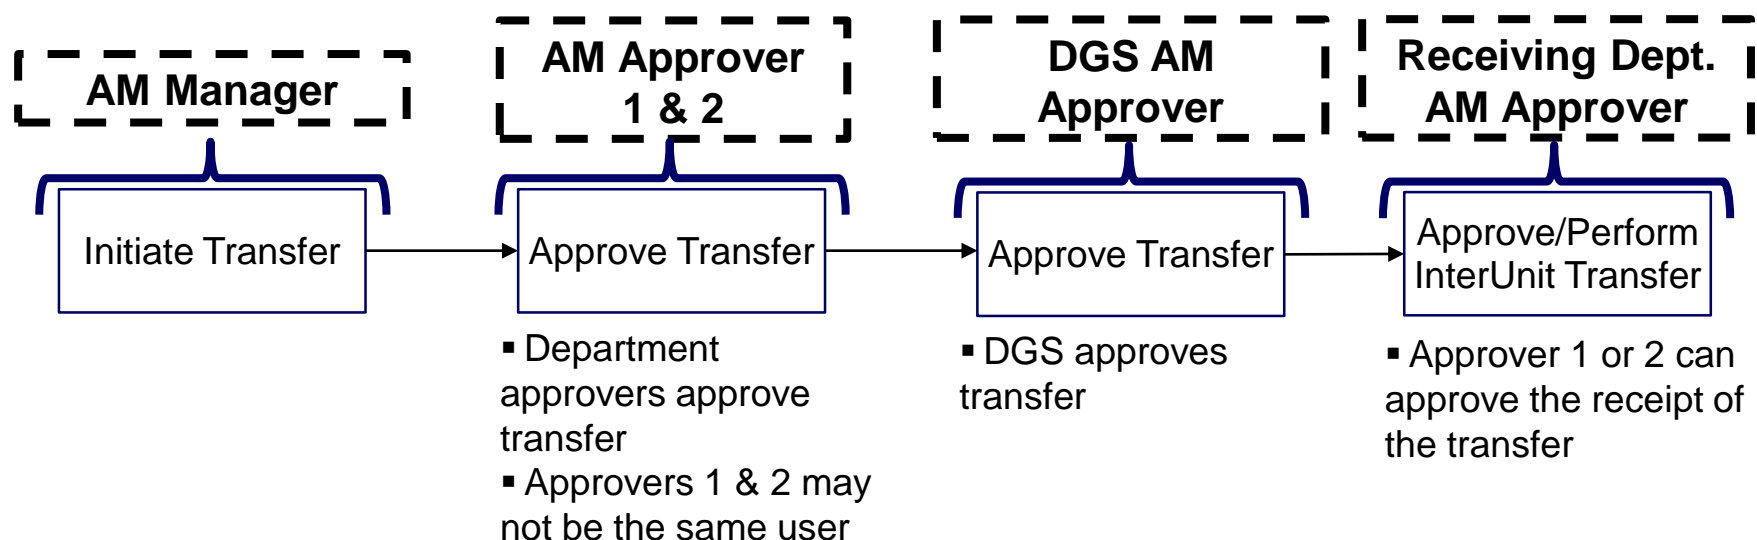 AM Manager
AM Approver
1 & 2
DGS AM
Approver
Receiving Dept.
AM Approver
Initiate Transfer
Approve Transfer
Approve Transfer
Approve/Perform
InterUnit Transfer
▪ Department
approvers approve
transfer
▪ Approvers 1 & 2 may
not be the same user
▪ DGS approves
transfer
▪ Approver 1 or 2 can
approve the receipt of
the transfer